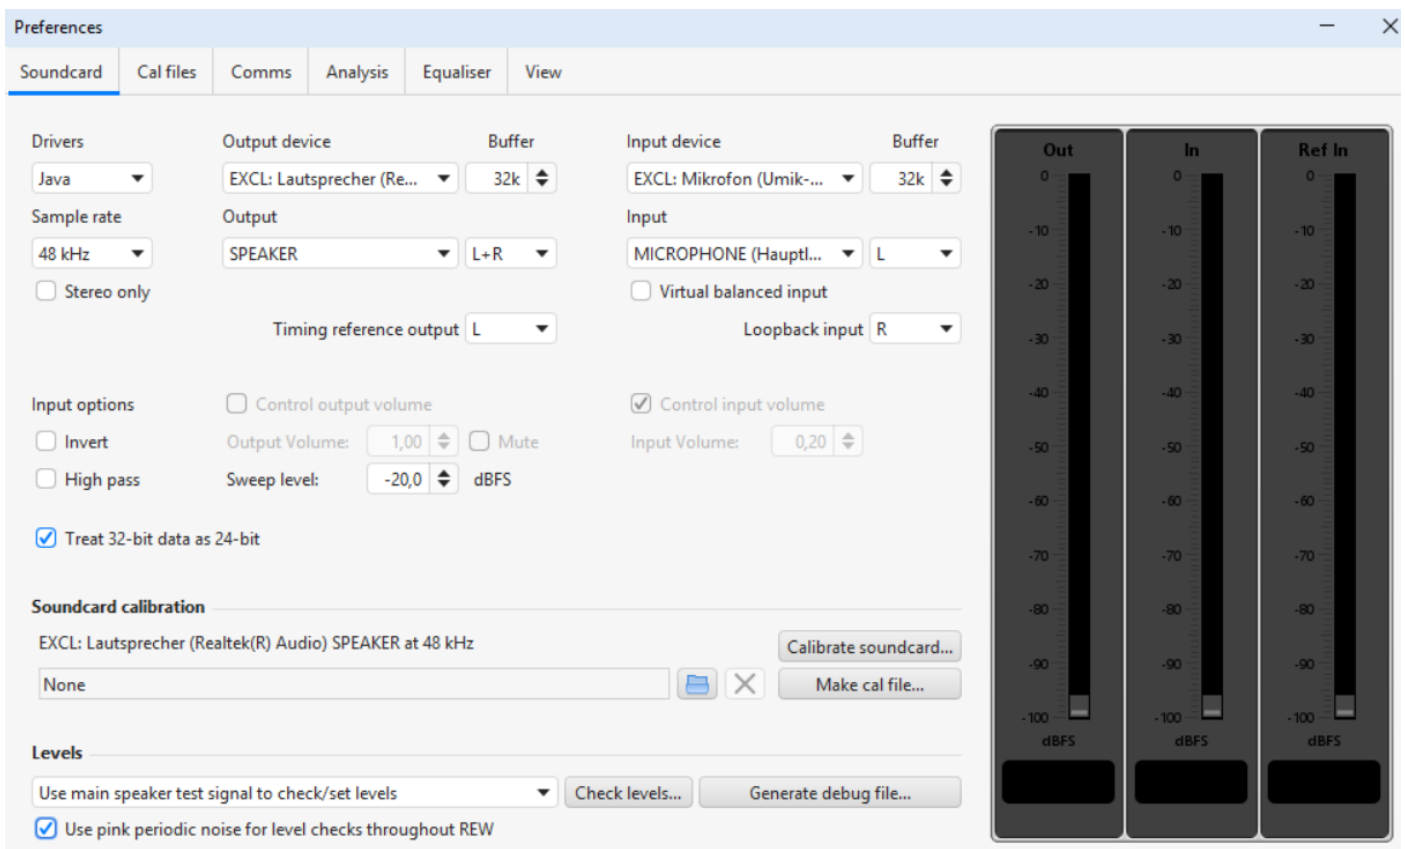 Preferences
Soundcard Cal files Comms Analysis Equaliser View
Drivers Output device Buffer Input device Buffer
Java EXCL: Lautsprecher (Re... 32k EXCL: Mikrofon (Umik-... 32k
Sample rate Output Input
48 kHz SPEAKER L+R MICROPHONE (Hauptl... L
Stereo only Virtual balanced input
Timing reference output L Loopback input R
Input options Control output volume Control input volume
Invert Output Volume: 1,00 Mute Input Volume: 0,20
High pass Sweep level: -20,0 dBFS
Treat 32-bit data as 24-bit
Soundcard calibration
EXCL: Lautsprecher (Realtek(R) Audio) SPEAKER at 48 kHz
Calibrate soundcard...
None Make cal file...
Levels
Use main speaker test signal to check/set levels Check levels... Generate debug file...
Use pink periodic noise for level checks throughout REW
Out In Ref In
0 0 0
-10 -10 -10
-20 -20 -20
-30 -30 -30
-40 -40 -40
-50 -50 -50
-60 -60 -60
-70 -70 -70
-80 -80 -80
-90 -90 -90
-100 -100 -100
dBFS dBFS dBFS